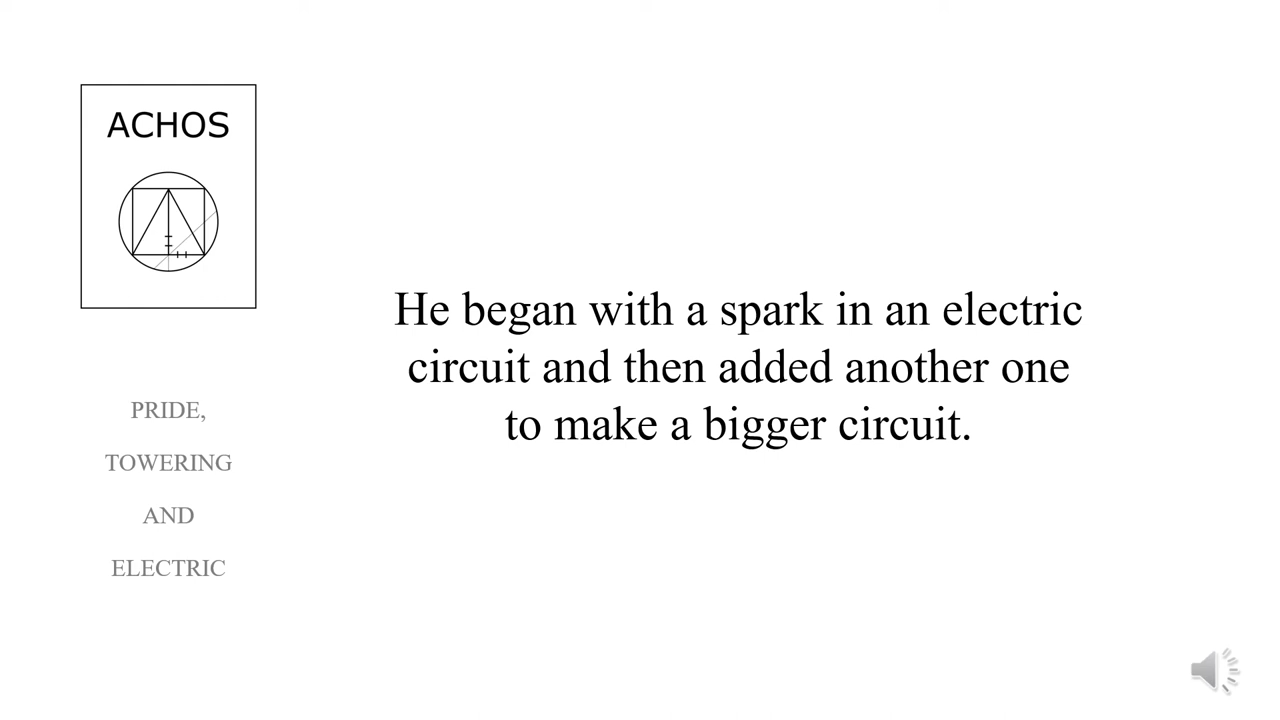 ACHOS
PRIDE,
TOWERING
AND
ELECTRIC
He began with a spark in an electric
circuit and then added another one
to make a bigger circuit.